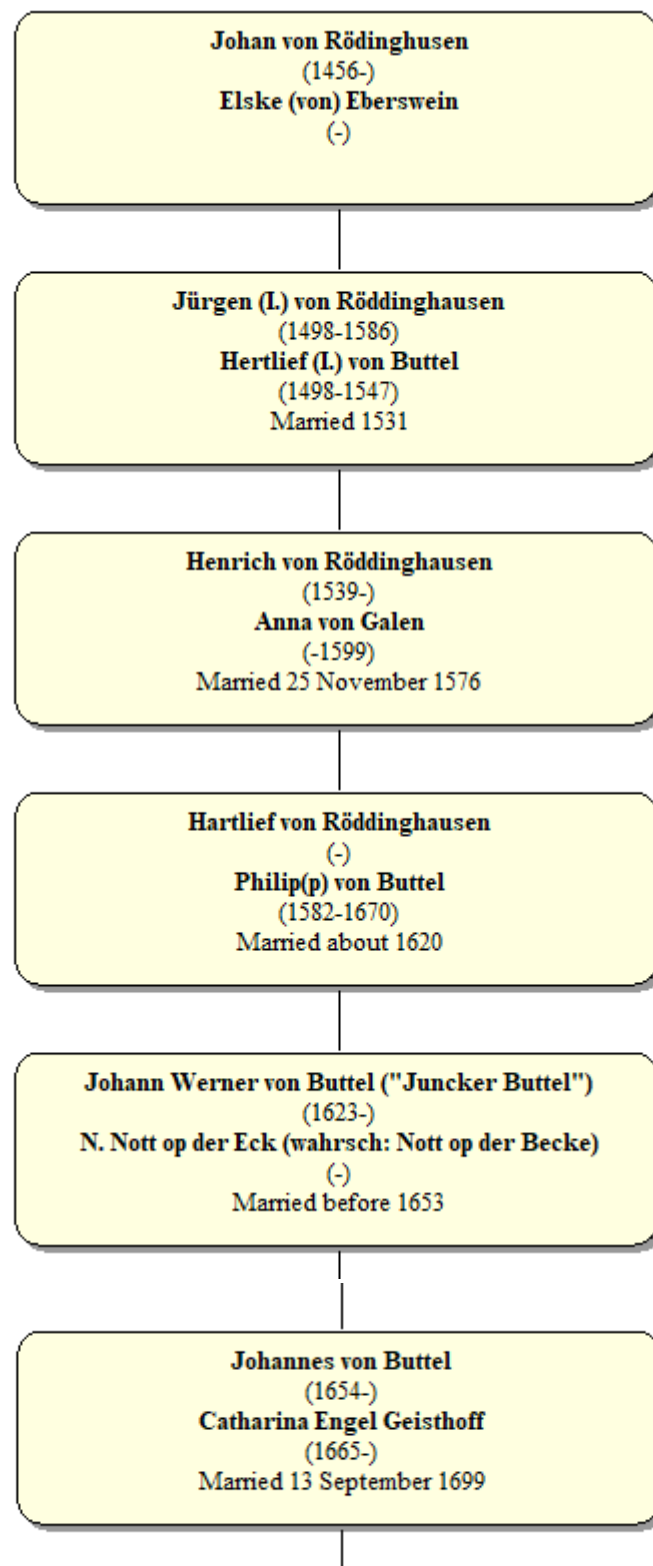 Johan von Rödinghusen
(1456-)
Elske (von) Eberswein
(-)
Jürgen (I.) von Röddinghausen
(1498-1586)
Hertlief (I.) von Buttel
(1498-1547)
Married 1531
Henrich von Röddinghausen
(1539-)
Anna von Galen
(-1599)
Married 25 November 1576
Hartlief von Röddinghausen
(-)
Philip(p) von Buttel
(1582-1670)
Married about 1620
Johann Werner von Buttel ("Juncker Buttel")
(1623-)
N. Nott op der Eck (wahrsch: Nott op der Becke)
(-)
Married before 1653
Johannes von Buttel
(1654-)
Catharina Engel Geisthoff
(1665-)
Married 13 September 1699